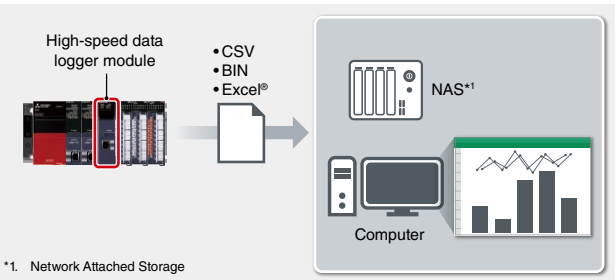 High-speed data
logger module
•CSV
•BIN
•Excel®
NAS*1
Computer
*1. Network Attached Storage